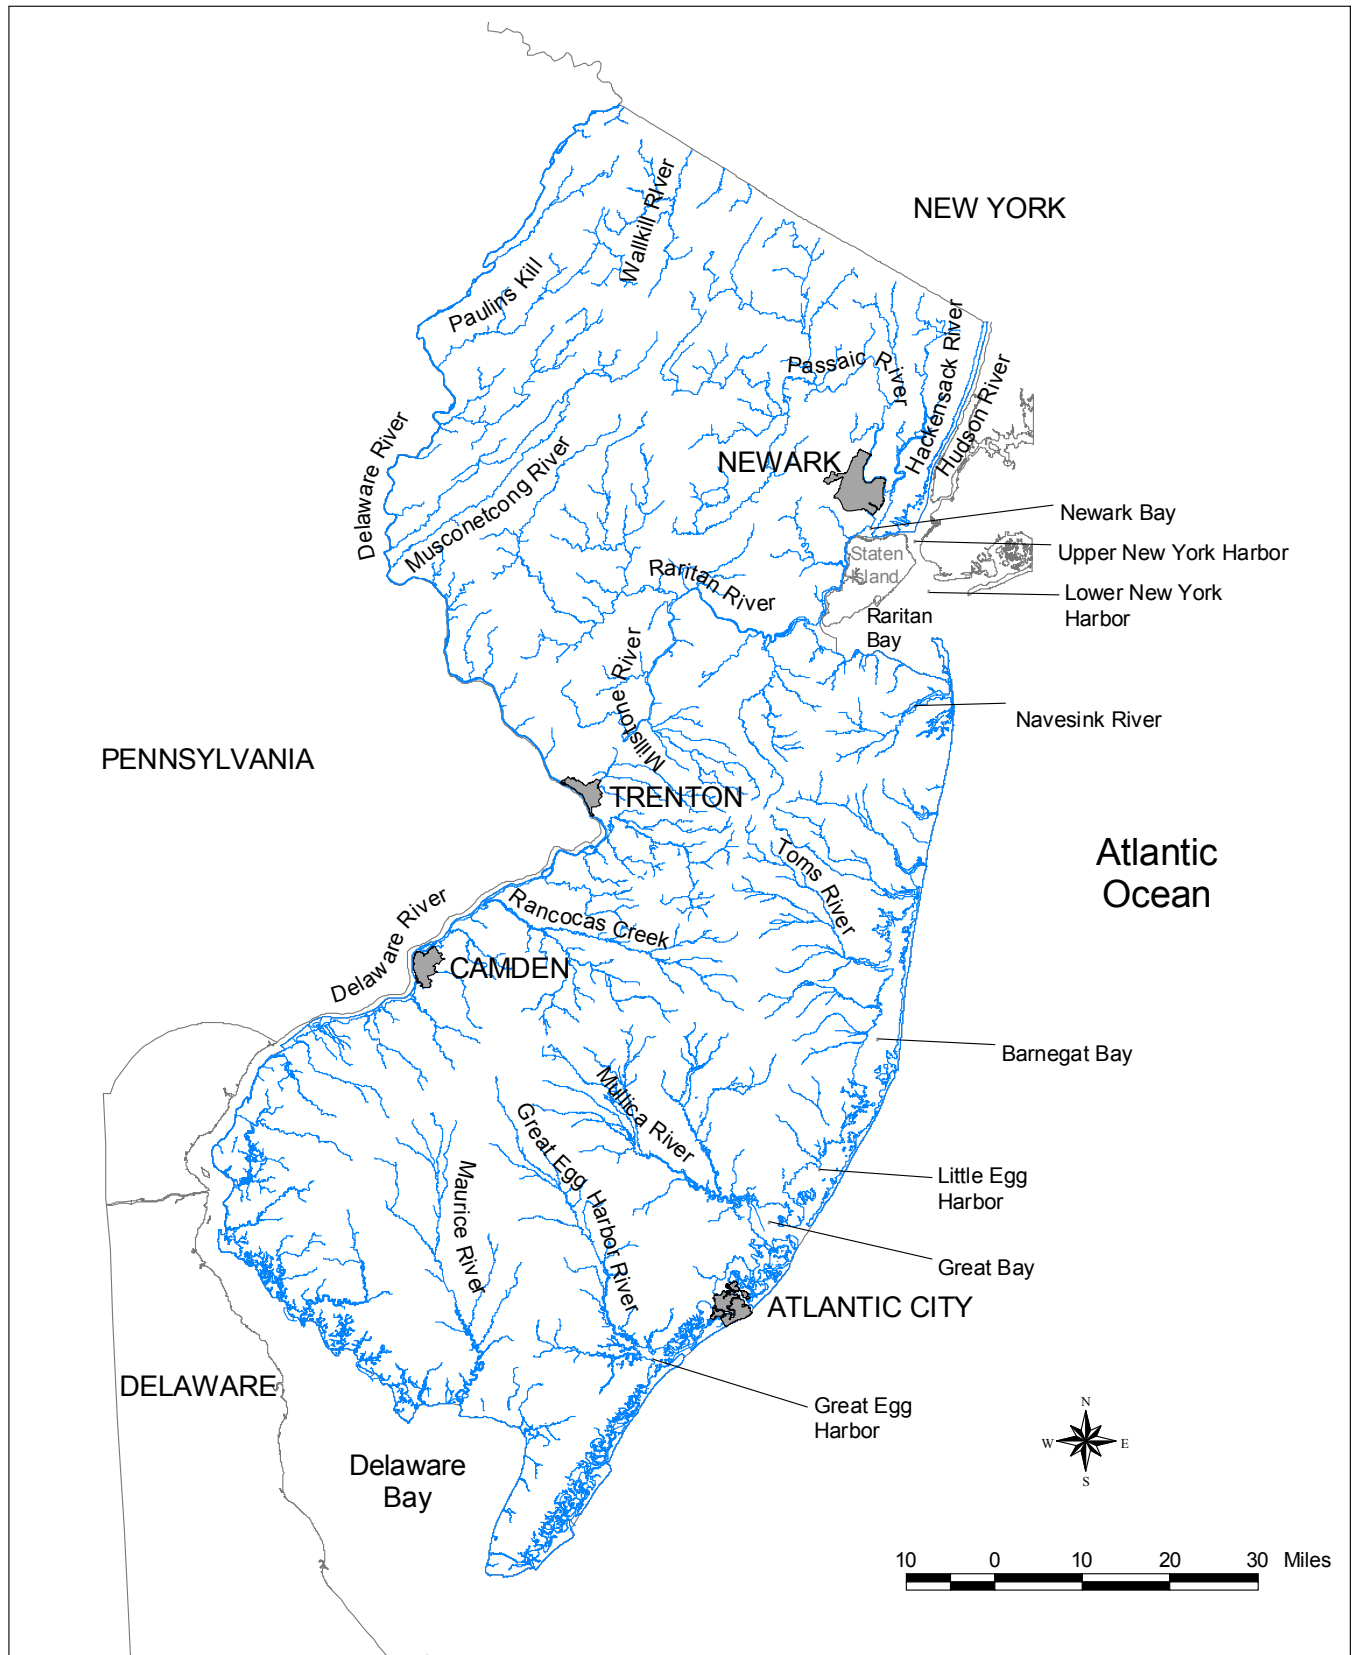 NEW YORK
Wallkill River
Paulins Kill
Passaic River
Hackensack River
Hudson River
Delaware River
Musconetcong River
NEWARK
Newark Bay
Upper New York Harbor
Staten
Island
Lower New York
Harbor
Raritan River
Raritan
Bay
Millstone River
Navesink River
PENNSYLVANIA
TRENTON
Atlantic
Ocean
Toms River
Rancocas Creek
Delaware River
CAMDEN
Barnegat Bay
Mullica River
Great Egg Harbor River
Maurice River
Little Egg
Harbor
Great Bay
ATLANTIC CITY
DELAWARE
Great Egg
Harbor
N
W E
S
Delaware
Bay
10 0 10 20 30 Miles